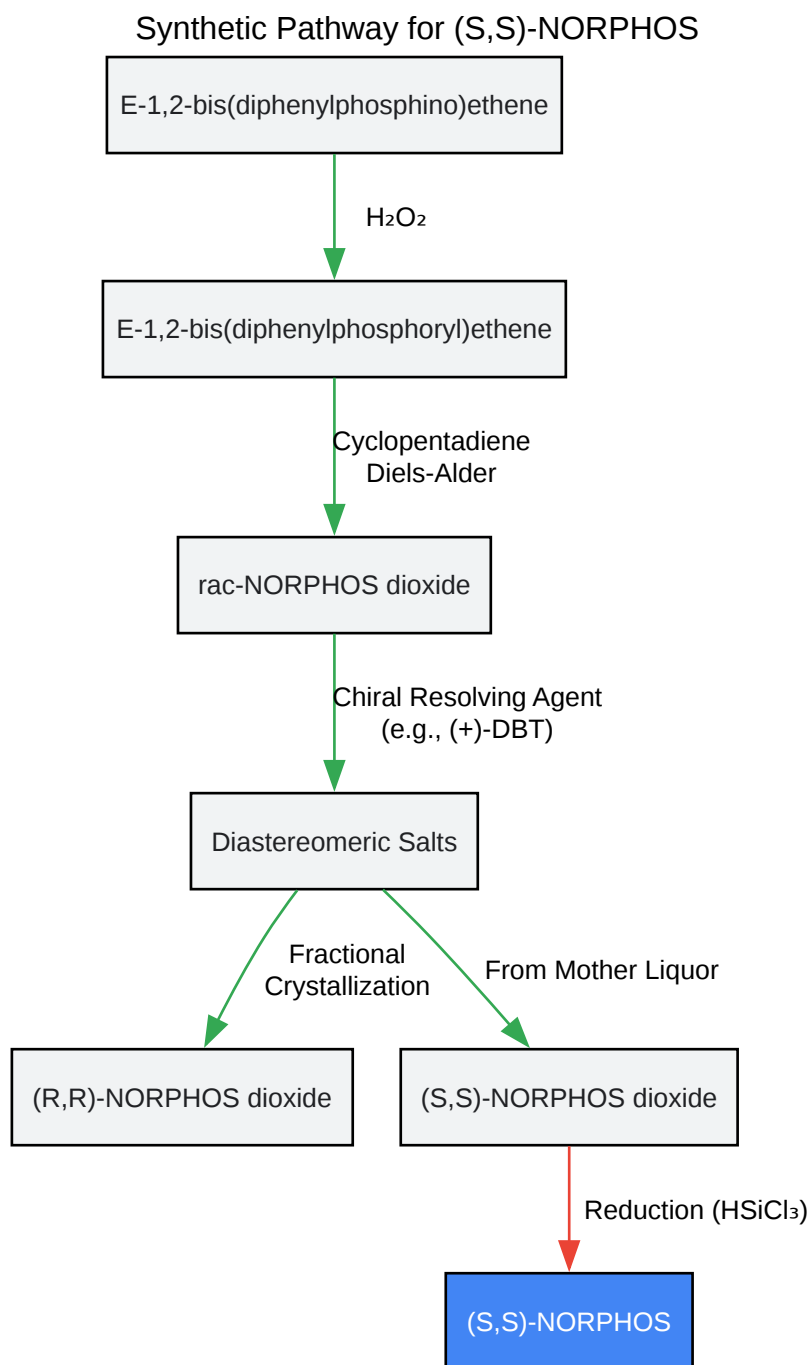 Synthetic Pathway for (S,S)-NORPHOS
E-1,2-bis(diphenylphosphino)ethene
H₂O₂
E-1,2-bis(diphenylphosphoryl)ethene
Cyclopentadiene
Diels-Alder
rac-NORPHOS dioxide
Chiral Resolving Agent
(e.g., (+)-DBT)
Diastereomeric Salts
Fractional
Crystallization
From Mother Liquor
(R,R)-NORPHOS dioxide
(S,S)-NORPHOS dioxide
Reduction (HSiCl₃)
(S,S)-NORPHOS